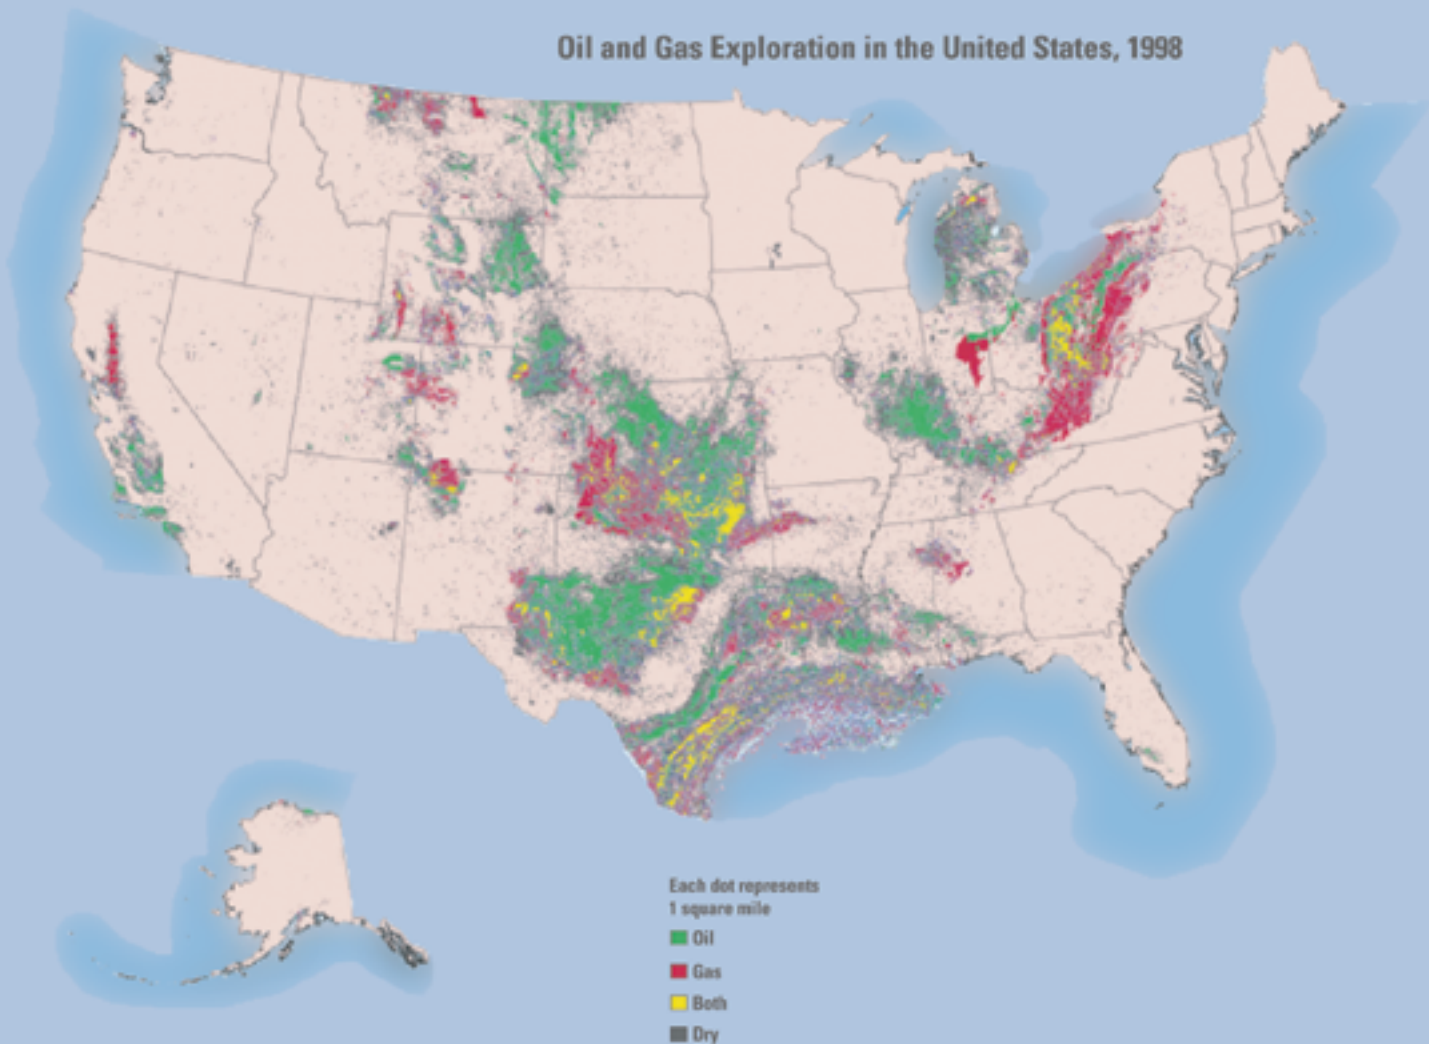 Oil and Gas Exploration in the United States, 1998
Each dot represents
1 square mile
Oil
Gas
Both
Dry